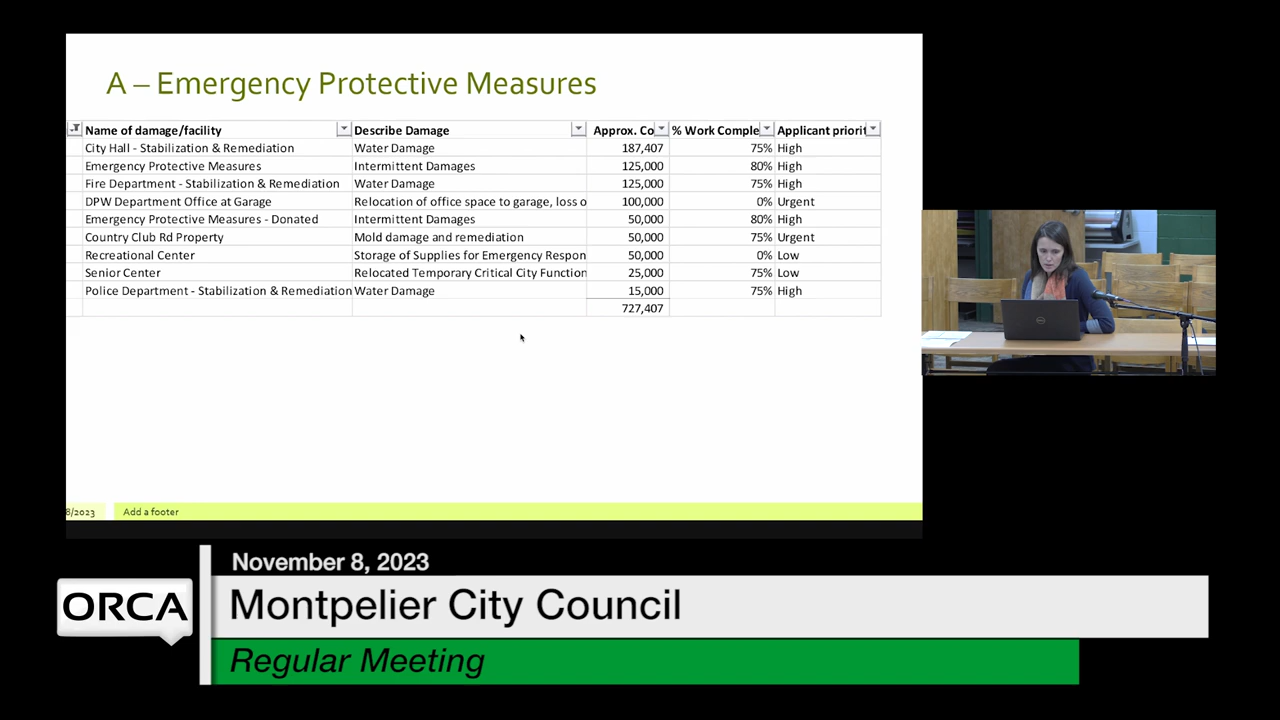 A – Emergency Protective Measures
Name of damage/facility Describe Damage Approx. Co % Work Comple Applicant priorit
City Hall - Stabilization & Remediation Water Damage 187,407 75% High
Emergency Protective Measures Intermittent Damages 125,000 80% High
Fire Department - Stabilization & Remediation Water Damage 125,000 75% High
DPW Department Office at Garage Relocation of office space to garage, loss o 100,000 0% Urgent
Emergency Protective Measures - Donated Intermittent Damages 50,000 80% High
Country Club Rd Property Mold damage and remediation 50,000 75% Urgent
Recreational Center Storage of Supplies for Emergency Respon 50,000 0% Low
Senior Center Relocated Temporary Critical City Function 25,000 75% Low
Police Department - Stabilization & Remediation Water Damage 15,000 75% High
727,407
8/2023 Add a footer
November 8, 2023
ORCA Montpelier City Council
Regular Meeting